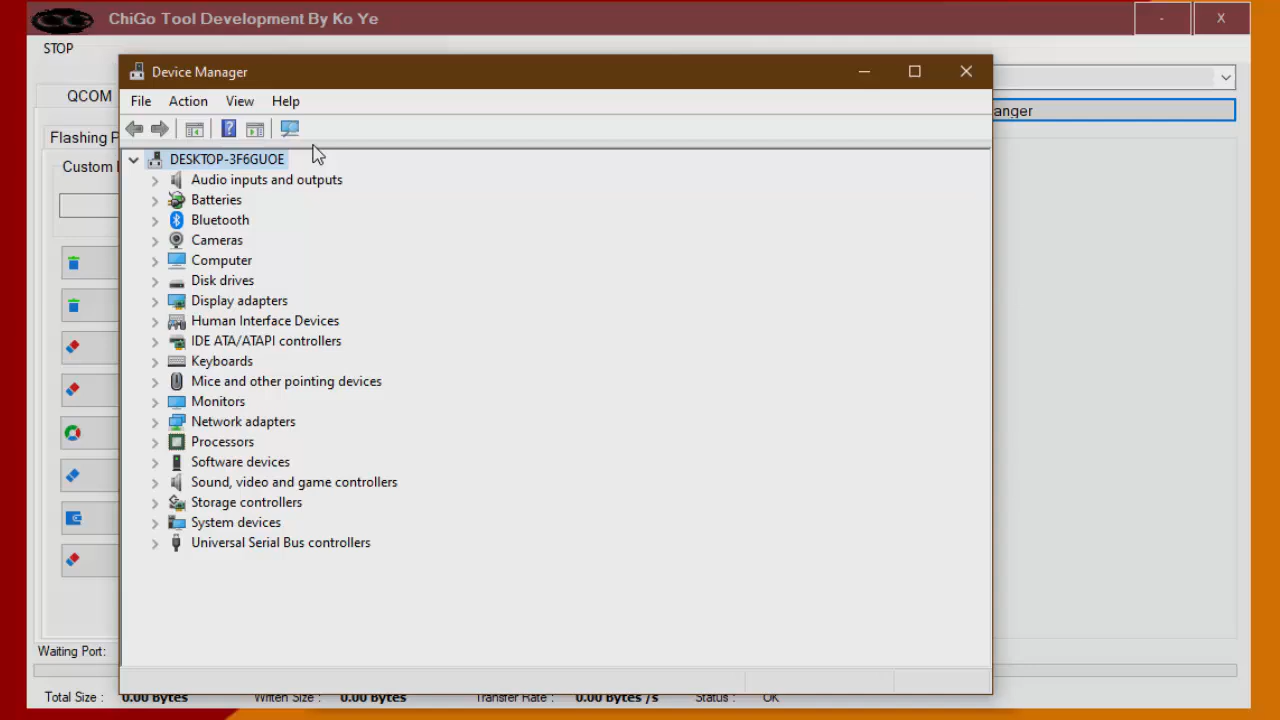 ChiGo Tool Development By Ko Ye
- X
STOP
Device Manager
QCOM
File Action View Help
anger
Flashing P
DESKTOP-3F6GUOE
Custom
Audio inputs and outputs
Batteries
Bluetooth
Cameras
Computer
Disk drives
Display adapters
Human Interface Devices
IDE ATA/ATAPI controllers
Keyboards
Mice and other pointing devices
Monitors
Network adapters
Processors
Software devices
Sound, video and game controllers
Storage controllers
System devices
Universal Serial Bus controllers
Waiting Port:
Total Size : 0.00 Bytes Written Size : 0.00 Bytes Transfer Rate : 0.00 Bytes /s Status : OK